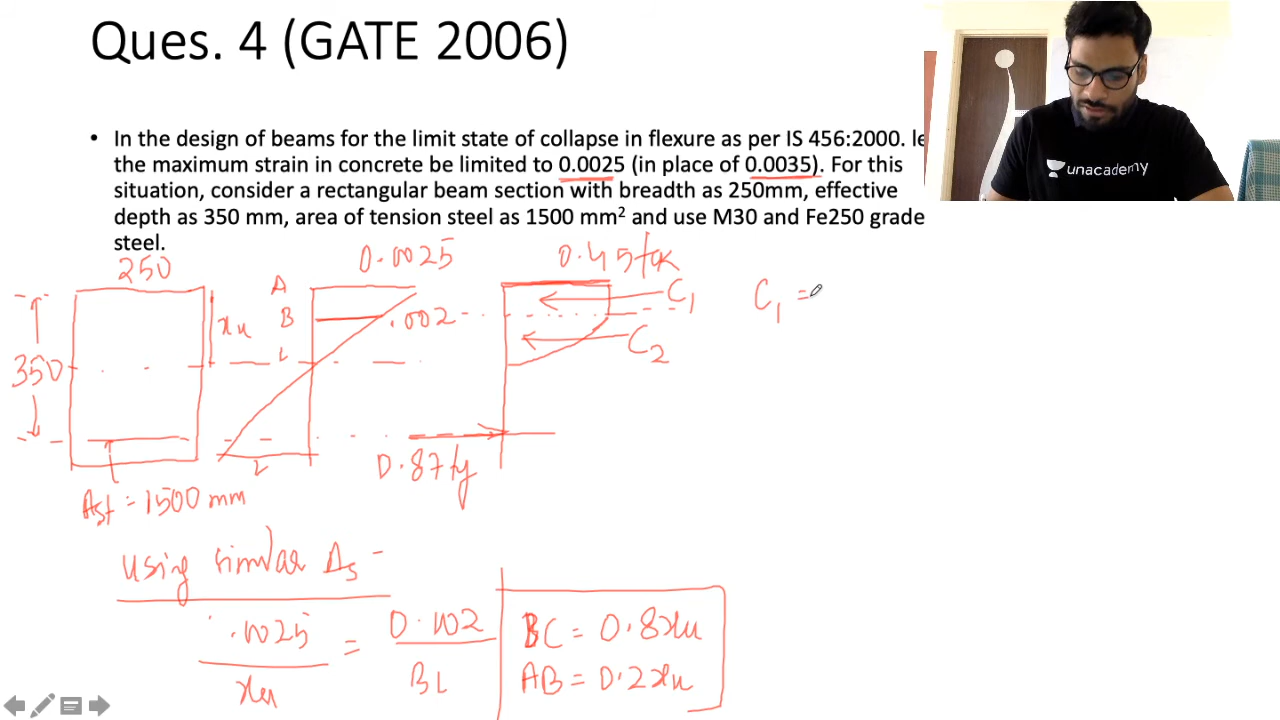 Ques. 4 (GATE 2006)
unacademy
• In the design of beams for the limit state of collapse in flexure as per IS 456:2000. le
the maximum strain in concrete be limited to 0.0025 (in place of 0.0035). For this
situation, consider a rectangular beam section with breadth as 250mm, effective
depth as 350 mm, area of tension steel as 1500 mm² and use M30 and Fe250 grade
steel.
250
0.0025
0.45 fck
A
B
xu
.002
C1
C1 =
C2
350
0.87 fy
Ast = 1500 mm
using similar Δs -
.0025 / xu = 0.002 / BC
BC = 0.8xu
AB = 0.2xu